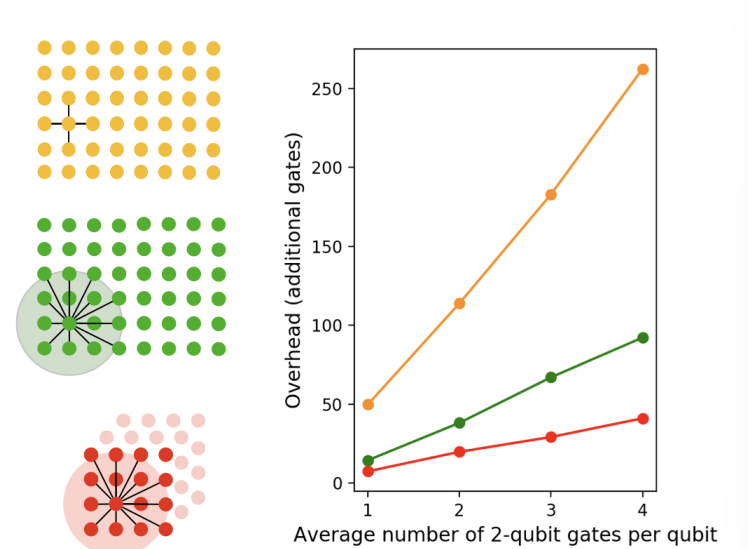 250
200
150
100
50
0
Overhead (additional gates)
1 2 3 4
Average number of 2-qubit gates per qubit